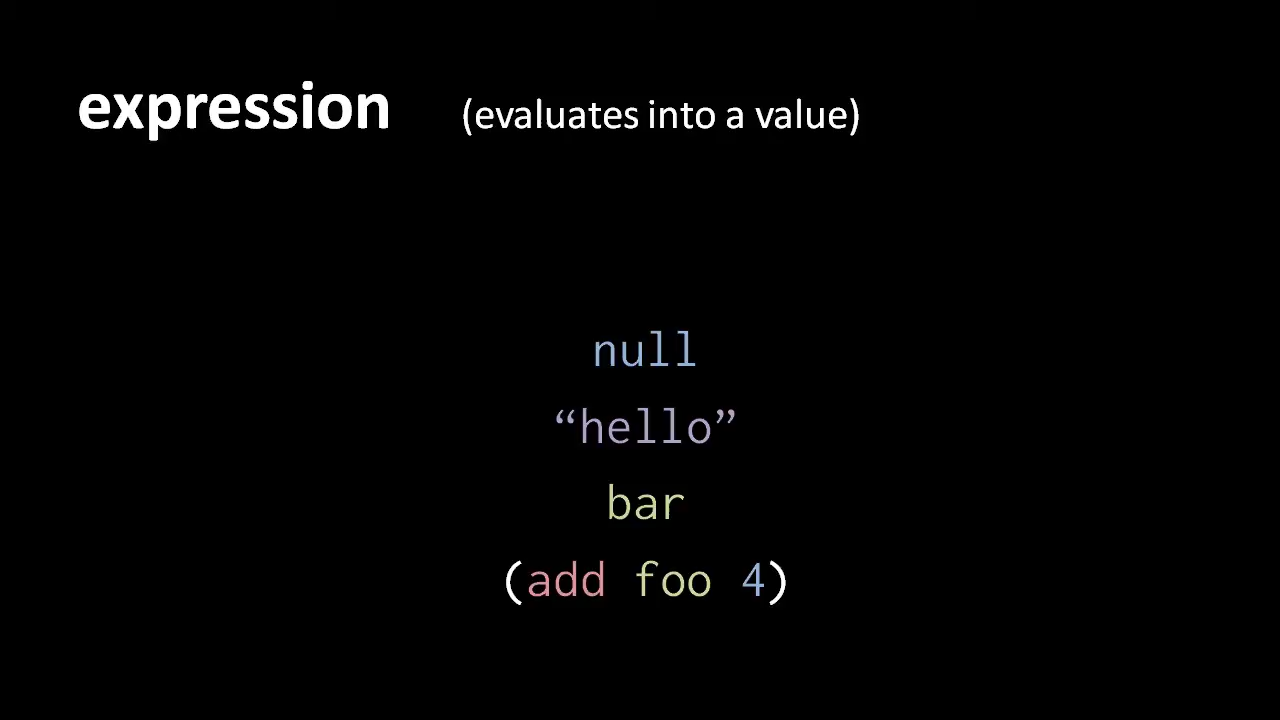 expression (evaluates into a value)
null
“hello”
bar
(add foo 4)